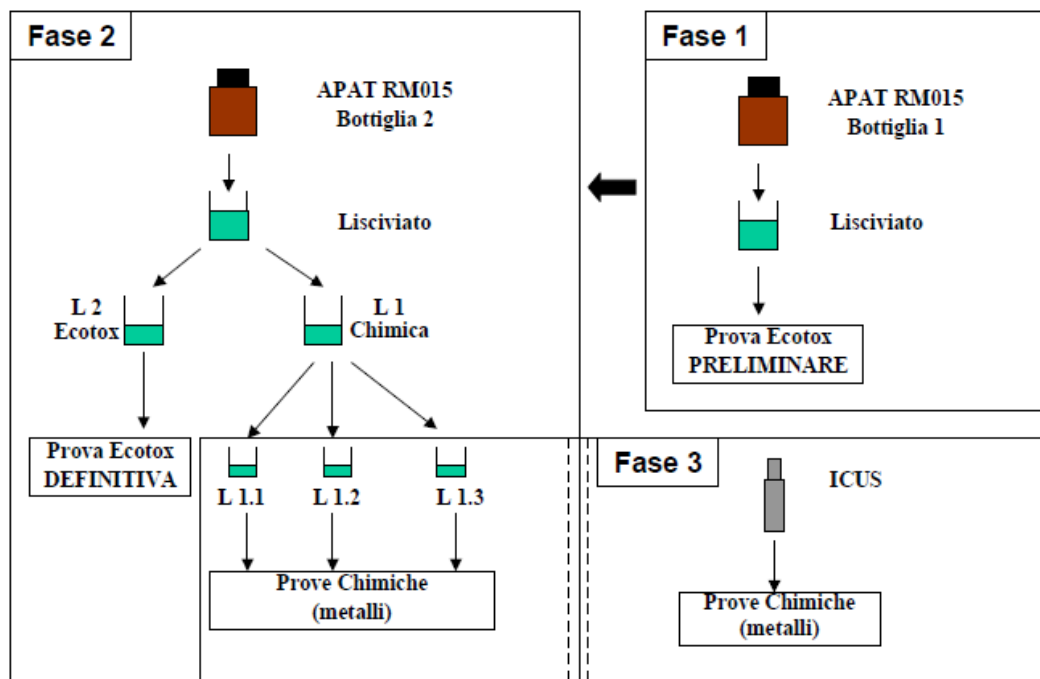 Fase 2
APAT RM015
Bottiglia 2
Lisciviato
L 2
Ecotox
L 1
Chimica
Prova Ecotox
DEFINITIVA
L 1.1
L 1.2
L 1.3
Prove Chimiche
(metalli)
Fase 1
APAT RM015
Bottiglia 1
Lisciviato
Prova Ecotox
PRELIMINARE
Fase 3
ICUS
Prove Chimiche
(metalli)